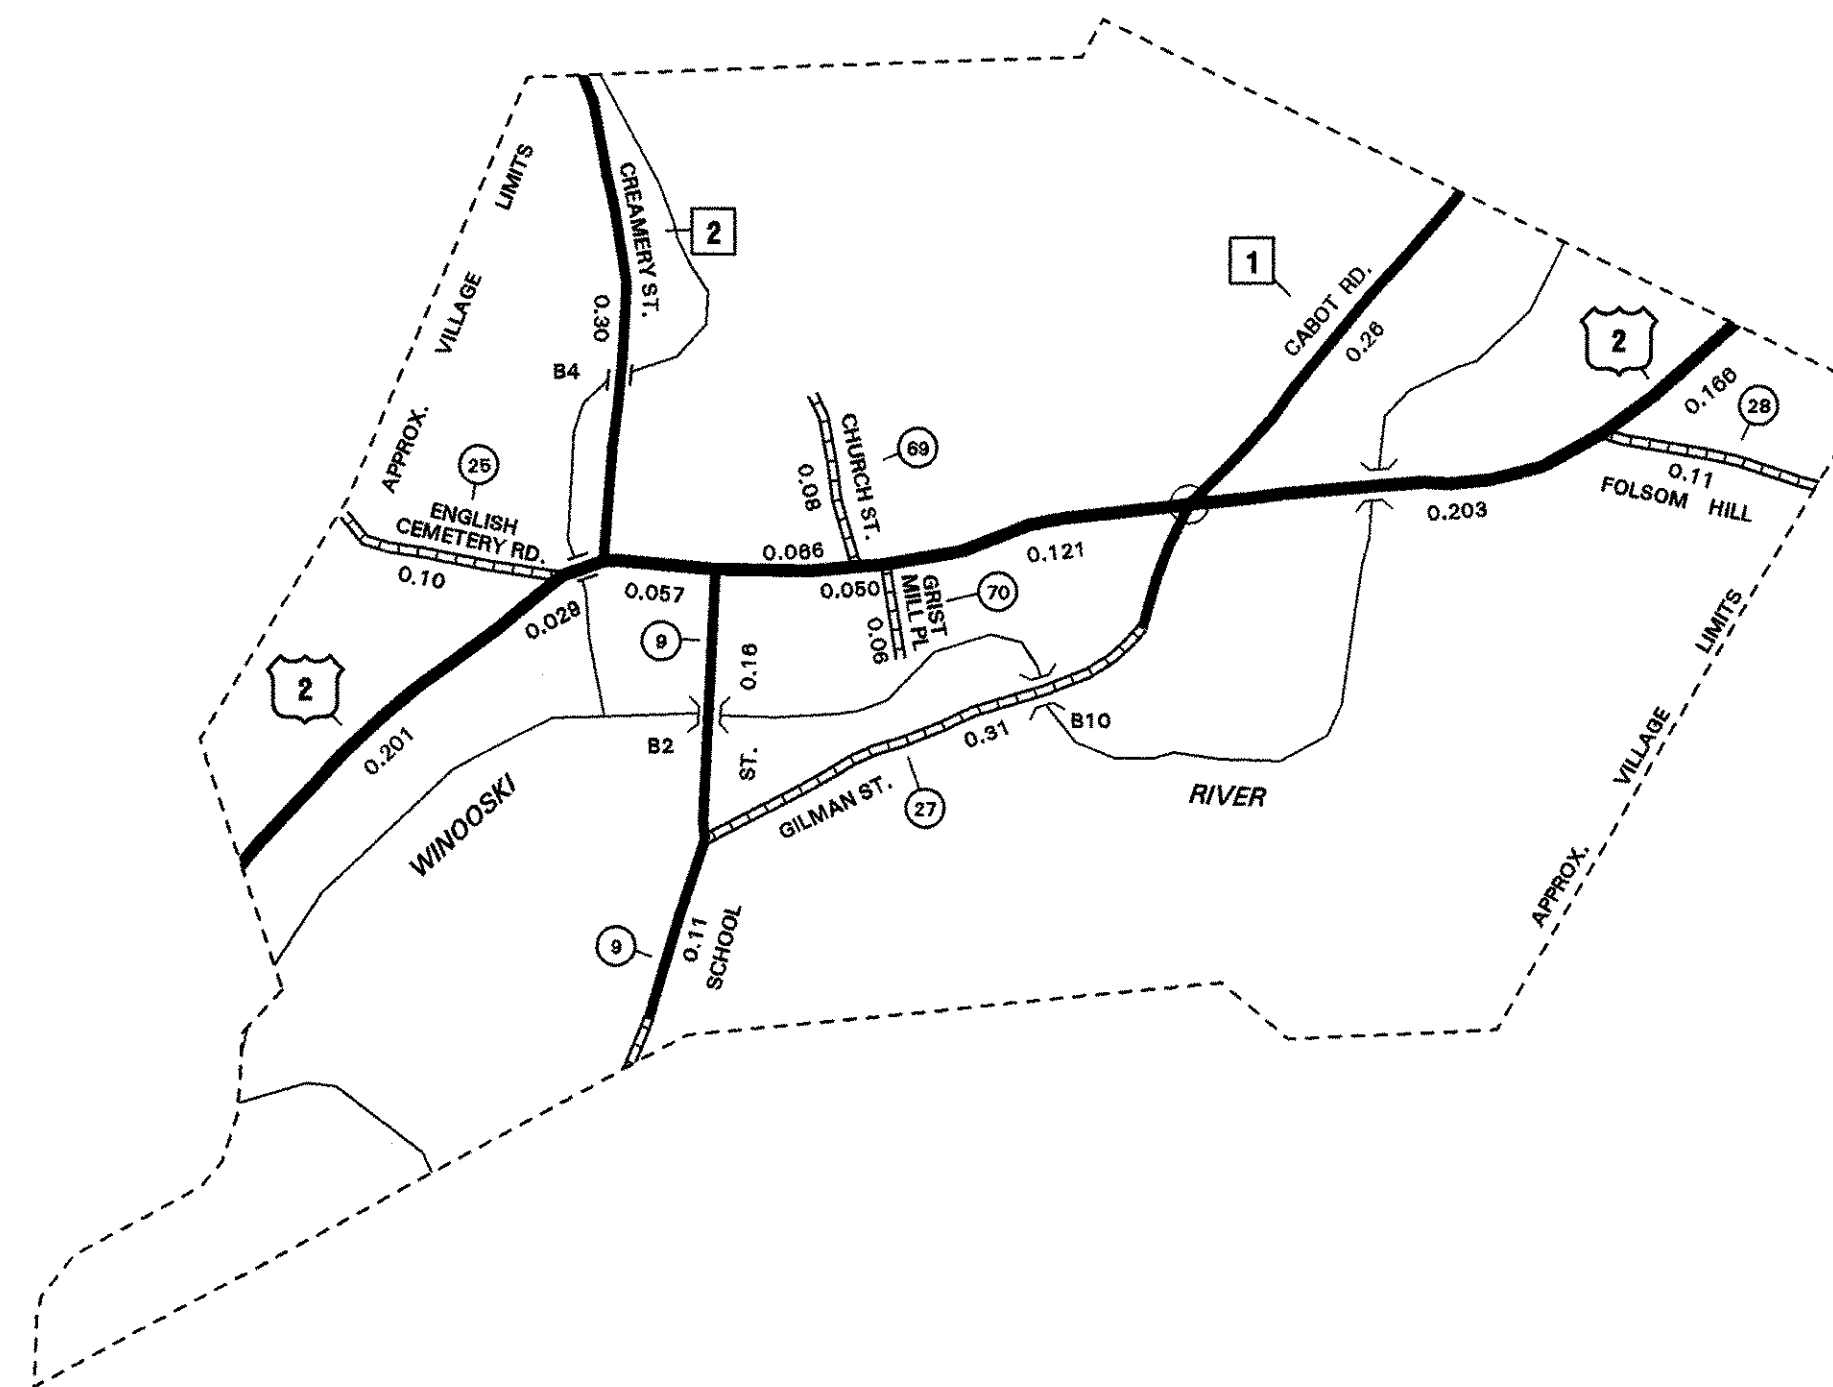 LIMITS
VILLAGE
APPROX.
CREAMERY ST.
2
0.30
B4
1
CABOT RD.
0.26
2
0.166
28
0.11
FOLSOM HILL
25
ENGLISH
CEMETERY RD.
0.10
CHURCH ST.
69
0.08
0.086
0.121
0.203
0.028
0.057
0.050
GRIST
MILL PL
70
0.06
9
0.16
2
0.201
B2
ST.
0.31
B10
GILMAN ST.
27
WINOOSKI
RIVER
9
0.11
SCHOOL
LIMITS
VILLAGE
APPROX.